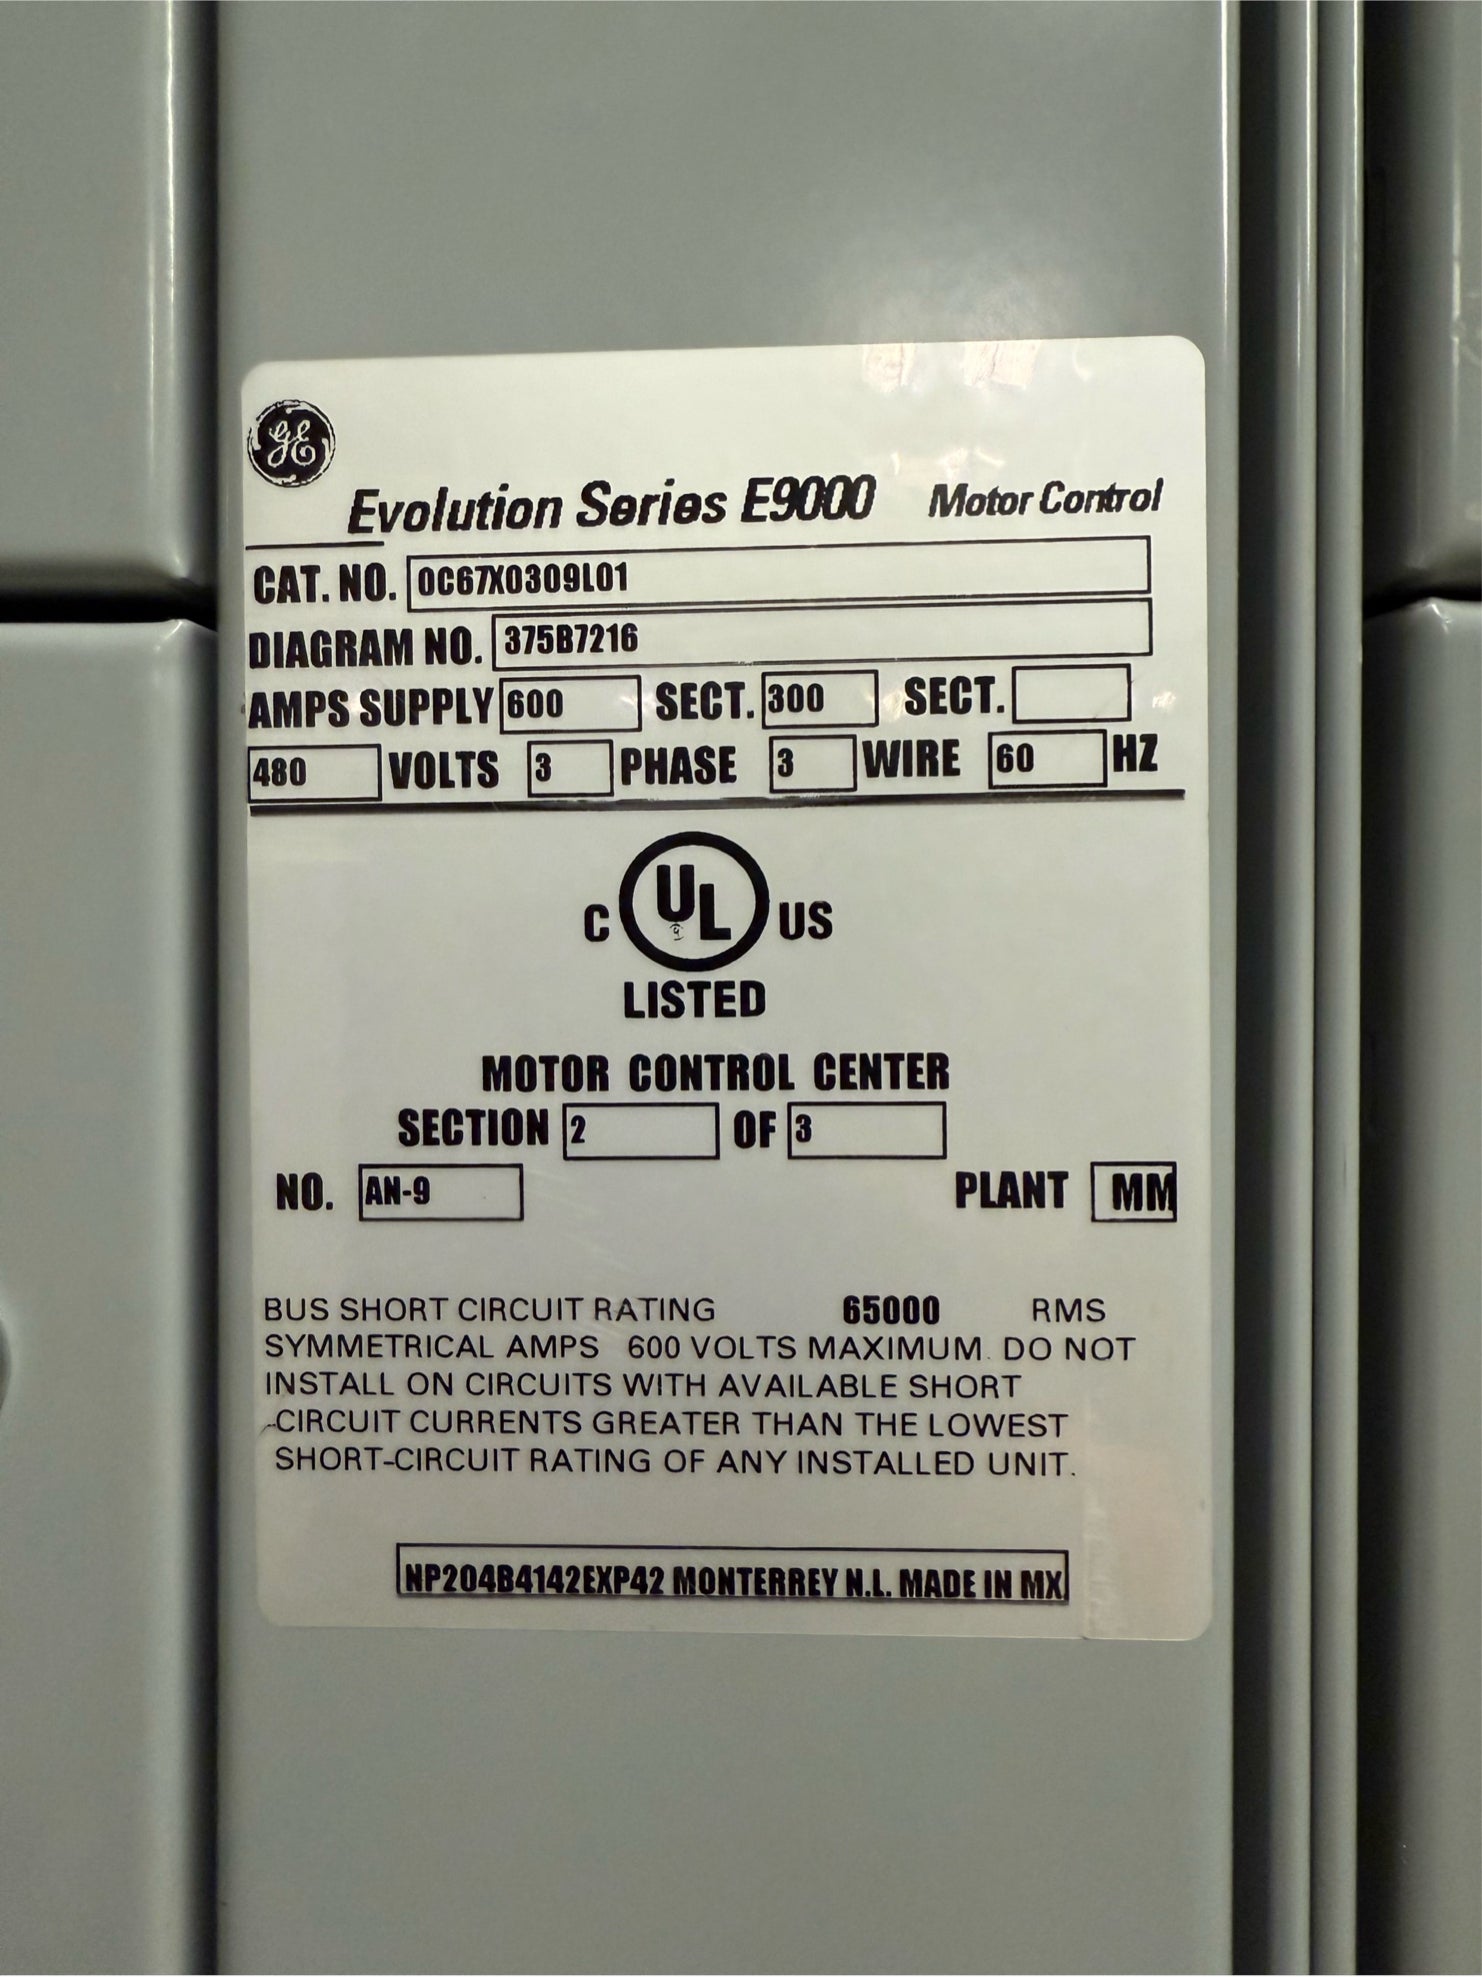 GE
Evolution Series E9000 Motor Control
CAT. NO. 0C67X0309L01
DIAGRAM NO. 375B7216
AMPS SUPPLY 600 SECT. 300 SECT.
480 VOLTS 3 PHASE 3 WIRE 60 HZ
C UL US
LISTED
MOTOR CONTROL CENTER
SECTION 2 OF 3
NO. AN-9 PLANT MM
BUS SHORT CIRCUIT RATING 65000 RMS
SYMMETRICAL AMPS 600 VOLTS MAXIMUM. DO NOT
INSTALL ON CIRCUITS WITH AVAILABLE SHORT
-CIRCUIT CURRENTS GREATER THAN THE LOWEST
SHORT-CIRCUIT RATING OF ANY INSTALLED UNIT.
NP204B4142EXP42 MONTERREY N.L. MADE IN MX